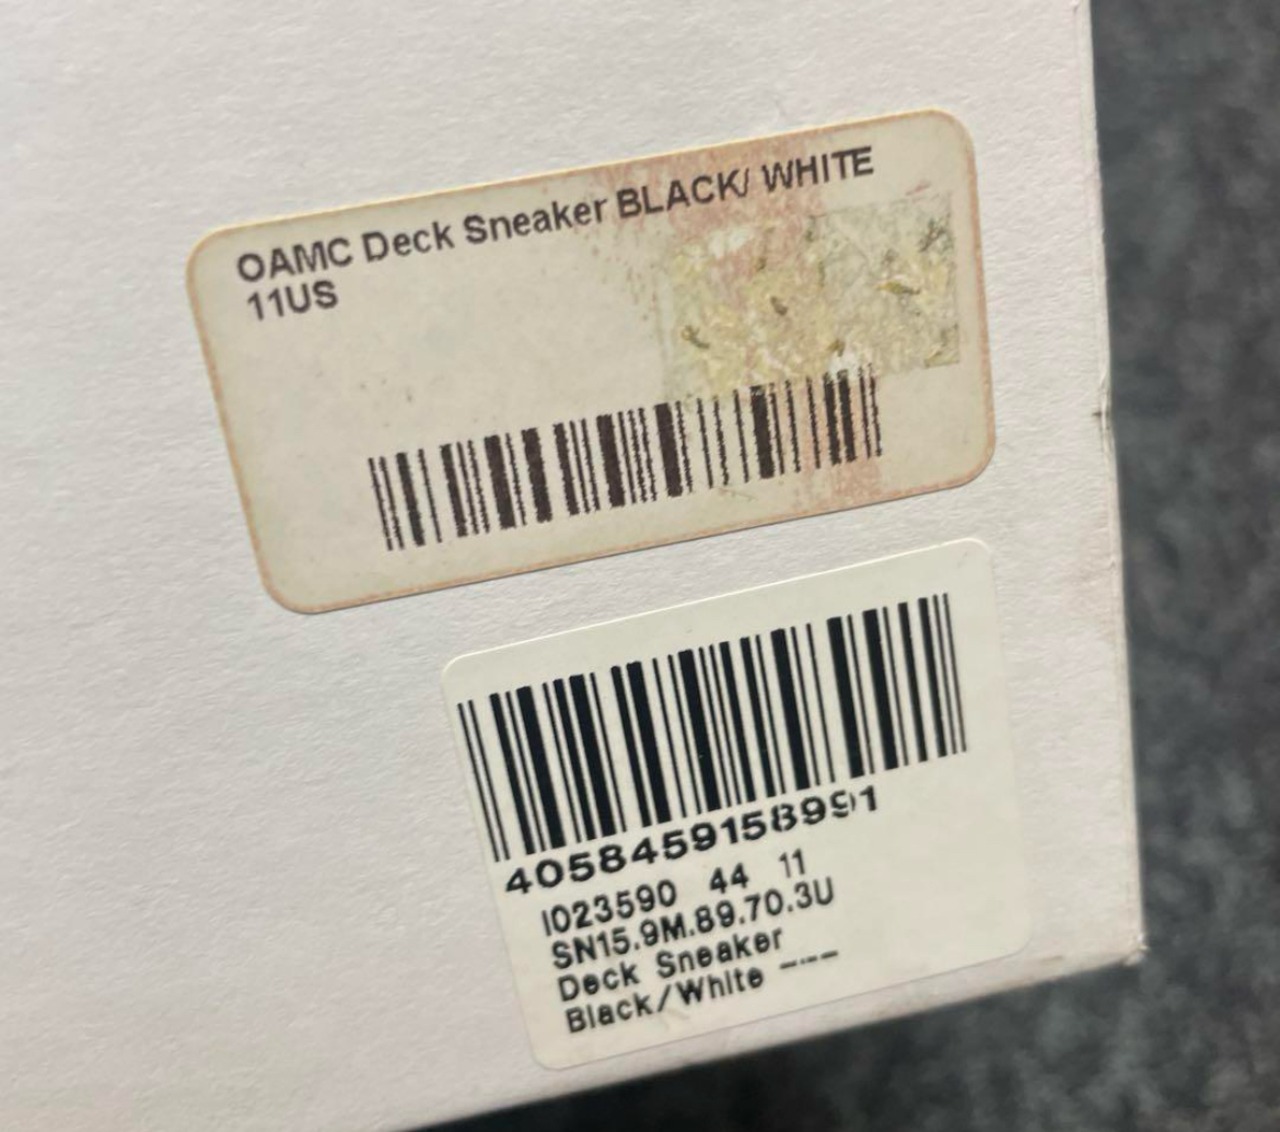 OAMC Deck Sneaker BLACK/ WHITE
11US
4058459158991
I023590 44 11
SN15.9M.89.70.3U
Deck Sneaker
Black/White -.--